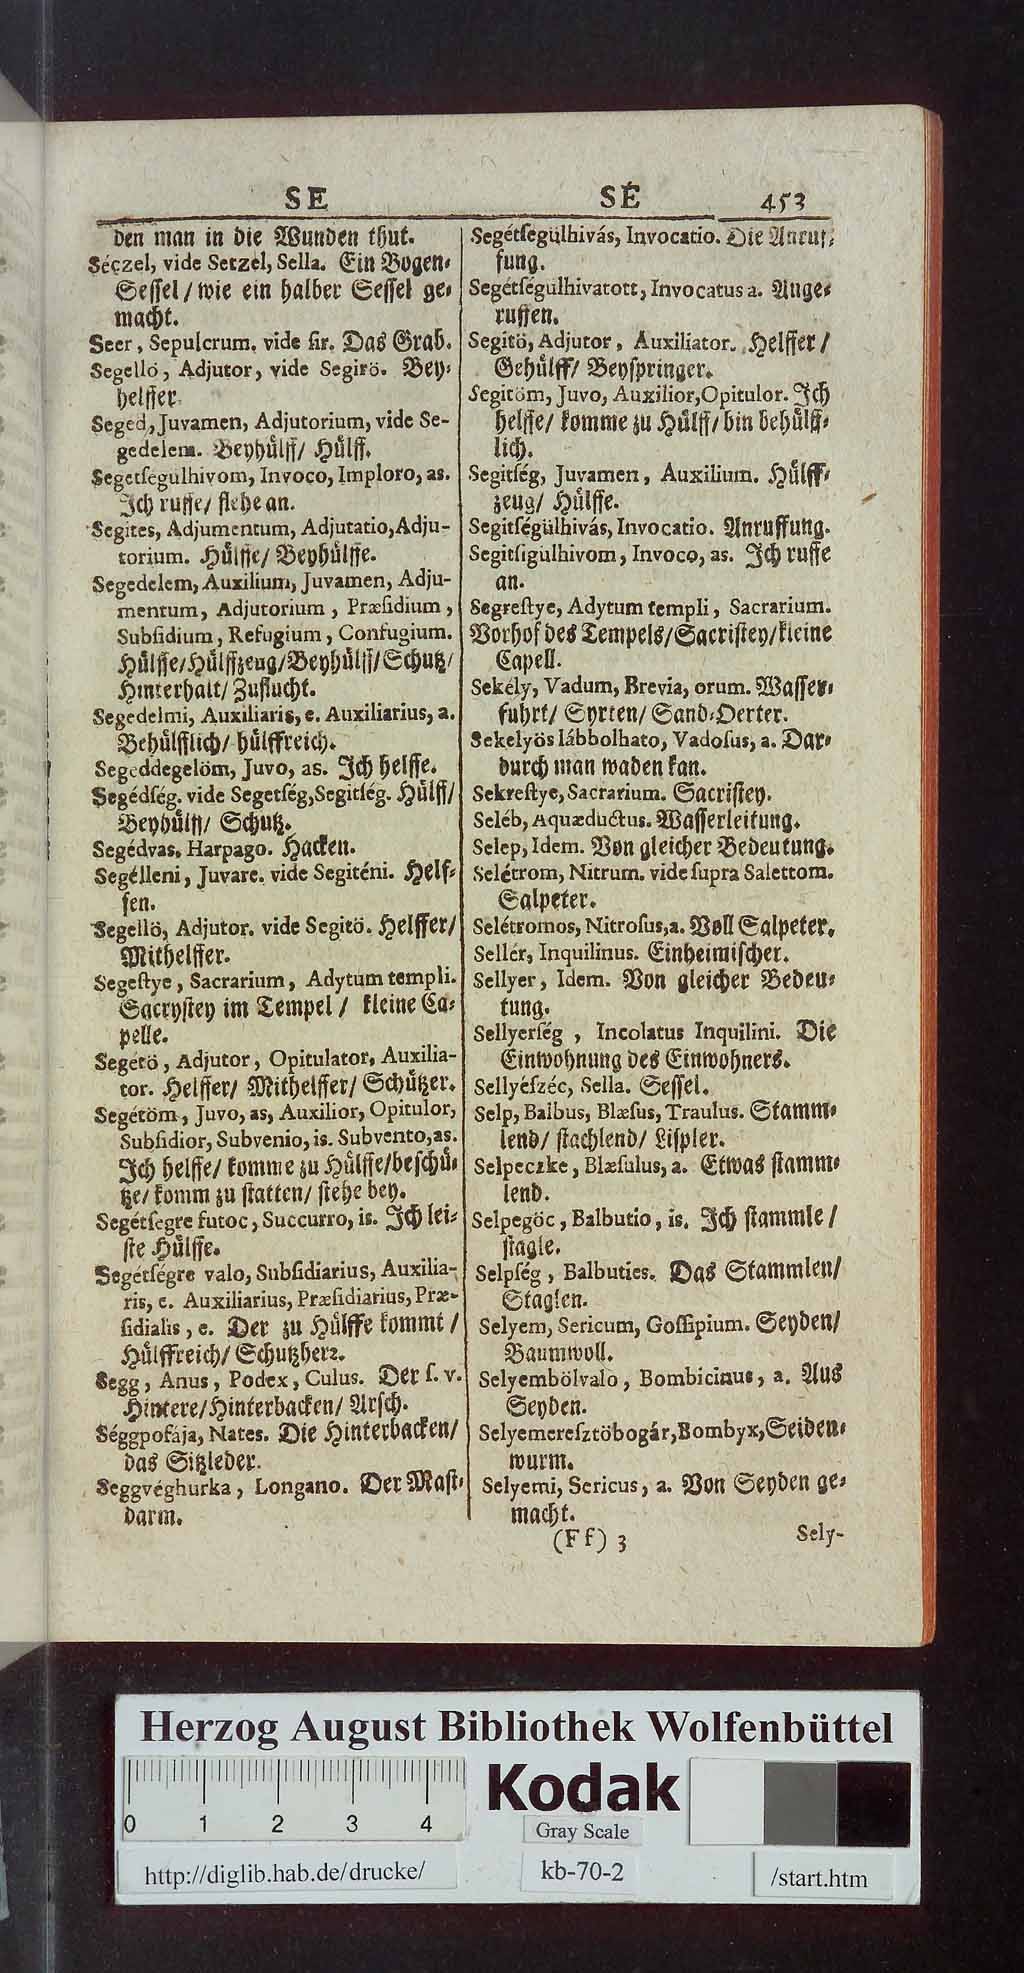 SE SÉ 453
den man in die Wunden thut.
Séczel, vide Setzel, Sella. Ein Bogen-
Sessel / wie ein halber Sessel ge-
macht.
Seer, Sepulcrum. vide sir. Das Grab.
Segelló, Adjutor, vide Segitö. Bey-
helffer.
Seged, Juvamen, Adjutorium, vide Se-
gedelem. Beyhülff/ Hülff.
Segetségülhivom, Invoco, Imploro, as.
Ich ruffe/ flehe an.
Segites, Adjumentum, Adjutatio, Adju-
torium. Hülffe/ Beyhülffe.
Segedelem, Auxilium, Juvamen, Adju-
mentum, Adjutorium, Præsidium,
Subsidium, Refugium, Confugium.
Hülffe/Hülffzeug/Beyhülff/Schutz/
Hinterhalt/ Zuflucht.
Segedelmi, Auxiliaris, e. Auxiliarius, a.
Behülfflich/ hülffreich.
Segeddegelöm, Juvo, as. Ich helffe.
Segédség. vide Segetség, Segitség. Hülff/
Beyhülff/ Schutz.
Segédvas, Harpago. Hacken.
Segélleni, Juvare. vide Segiténi. Helf-
fen.
Segellö, Adjutor. vide Segitö. Helffer/
Mithelffer.
Segestye, Sacrarium, Adytum templi.
Sacrystey im Tempel / kleine Ca-
pelle.
Segétö, Adjutor, Opitulator, Auxilia-
tor. Helffer/ Mithelffer/ Schützer.
Segétöm, Juvo, as, Auxilior, Opitulor,
Subsidior, Subvenio, is. Subvento, as.
Ich helffe/ komme zu Hülffe/beschü-
tze/ komm zu statten/ stehe bey.
Segétsegre futoc, Succurro, is. Ich lei-
ste Hülffe.
Segétségre valo, Subsidiarius, Auxilia-
ris, e. Auxiliarius, Præsidiarius, Præ-
sidialis, e. Der zu Hülffe kommt /
Hülffreich/ Schutzherr.
Segg, Anus, Podex, Culus. Der s. v.
Hintere/Hinterbacken/ Arsch.
Séggpofája, Nates. Die Hinterbacken/
das Sitzleder.
Seggvéghurka, Longano. Der Mast-
darm.
Segétsegülhivás, Invocatio. Die Anruf-
fung.
Segétségülhivatott, Invocatus a. Ange-
ruffen.
Segitö, Adjutor, Auxiliator. Helffer /
Gehülff/ Beyspringer.
Segitöm, Juvo, Auxilior, Opitulor. Ich
helffe/ komme zu Hülff/ bin behülff-
lich.
Segitség, Juvamen, Auxilium. Hülff-
zeug/ Hülffe.
Segitségülhivás, Invocatio. Anruffung.
Segitsigulhivom, Invoco, as. Ich ruffe
an.
Segrestye, Adytum templi, Sacrarium.
Vorhof des Tempels/Sacristey/kleine
Capell.
Sekély, Vadum, Brevia, orum. Wasser-
fuhrt/ Syrten/ Sand-Oerter.
Sekelyös lábbolhato, Vadosus, a. Dar-
durch man waden kan.
Sekrestye, Sacrarium. Sacristey.
Seléb, Aquæductus. Wasserleitung.
Selep, Idem. Von gleicher Bedeutung.
Selétrom, Nitrum. vide supra Salettom.
Salpeter.
Selétromos, Nitrosus, a. Voll Salpeter.
Sellér, Inquilinus. Einheimischer.
Sellyer, Idem. Von gleicher Bedeu-
tung.
Sellyerség, Incolatus Inquilini. Die
Einwohnung des Einwohners.
Sellyészéc, Sella. Sessel.
Selp, Balbus, Blæsus, Traulus. Stamm-
lend/ stachlend/ Lispler.
Selpeczke, Blæsulus, a. Etwas stamm-
lend.
Selpegöc, Balbutio, is. Ich stammle /
stagle.
Selpség, Balbuties. Das Stammlen/
Staglen.
Selyem, Sericum, Gossipium. Seyden/
Baumwoll.
Selyembölvalo, Bombicinus, a. Aus
Seyden.
Selyemeresztöbogár, Bombyx, Seiden-
wurm.
Selyemi, Sericus, a. Von Seyden ge-
macht.
(Ff) 3 Sely-
Herzog August Bibliothek Wolfenbüttel
0 1 2 3 4
Kodak
Gray Scale
http://diglib.hab.de/drucke/ kb-70-2 /start.htm